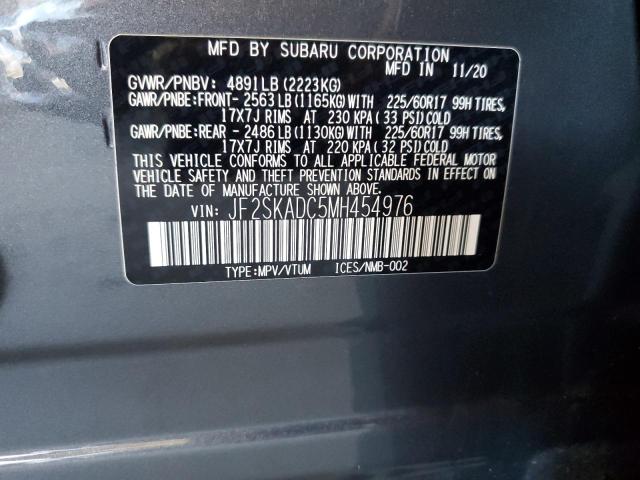 MFD BY SUBARU CORPORATION
MFD IN 11/20
GVWR/PNBV: 4891LB (2223KG)
GAWR/PNBE:FRONT- 2563LB(1165KG)WITH 225/60R17 99H TIRES,
17X7J RIMS AT 230 KPA(33 PSI)COLD
GAWR/PNBE:REAR - 2486LB(1130KG)WITH 225/60R17 99H TIRES,
17X7J RIMS AT 220 KPA(32 PSI)COLD
THIS VEHICLE CONFORMS TO ALL APPLICABLE FEDERAL MOTOR
VEHICLE SAFETY AND THEFT PREVENTION STANDARDS IN EFFECT ON
THE DATE OF MANUFACTURE SHOWN ABOVE.
VIN: JF2SKADC5MH454976
TYPE:MPV/VTUM ICES/NMB-002